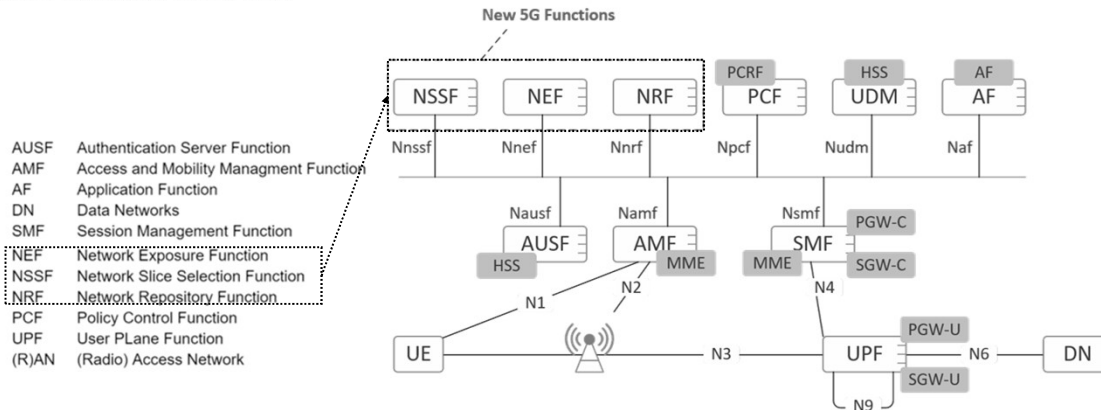 New 5G Functions
PCRF
HSS
AF
NSSF
NEF
NRF
PCF
UDM
AF
Nnssf
Nnef
Nnrf
Npcf
Nudm
Naf
AUSF Authentication Server Function
AMF Access and Mobility Managment Function
AF Application Function
DN Data Networks
SMF Session Management Function
NEF Network Exposure Function
NSSF Network Slice Selection Function
NRF Network Repository Function
PCF Policy Control Function
UPF User PLane Function
(R)AN (Radio) Access Network
Nausf
Namf
Nsmf
PGW-C
AUSF
AMF
SMF
HSS
MME
MME
SGW-C
N1
N2
N4
PGW-U
UE
N3
UPF
N6
DN
SGW-U
N9